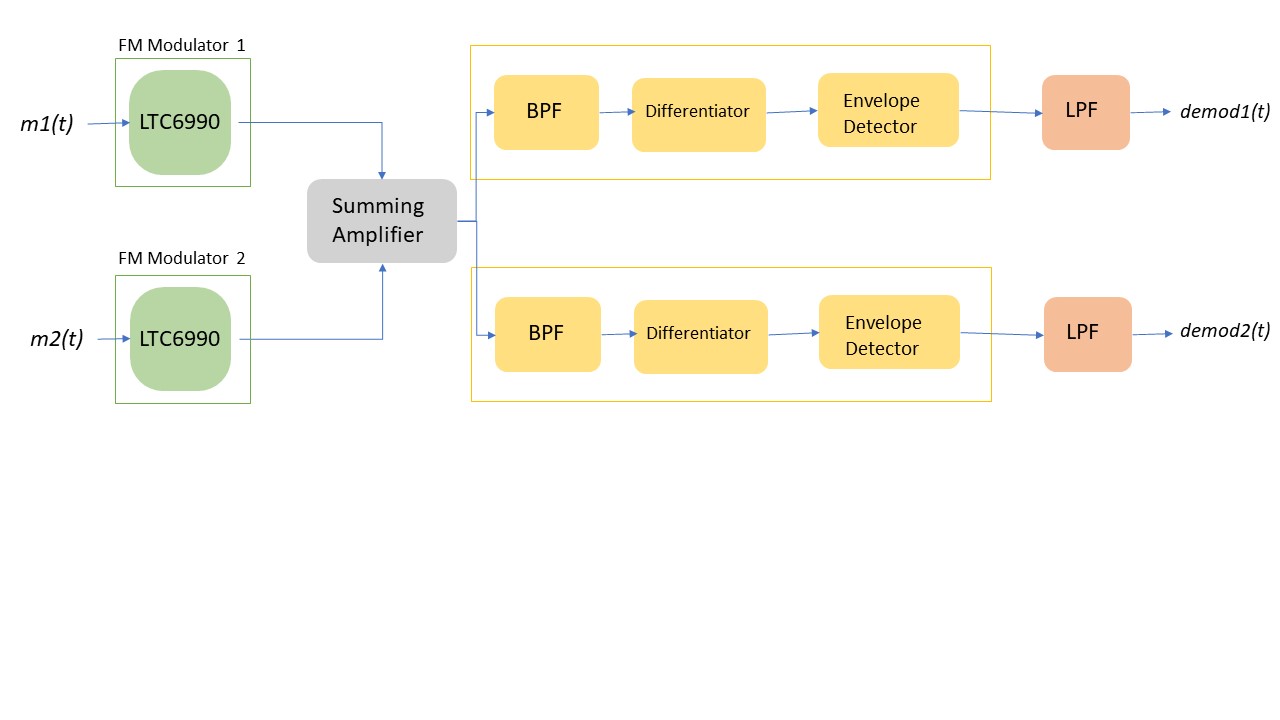 FM Modulator 1
m1(t)
LTC6990
BPF
Differentiator
Envelope
Detector
LPF
demod1(t)
Summing
Amplifier
FM Modulator 2
m2(t)
LTC6990
BPF
Differentiator
Envelope
Detector
LPF
demod2(t)